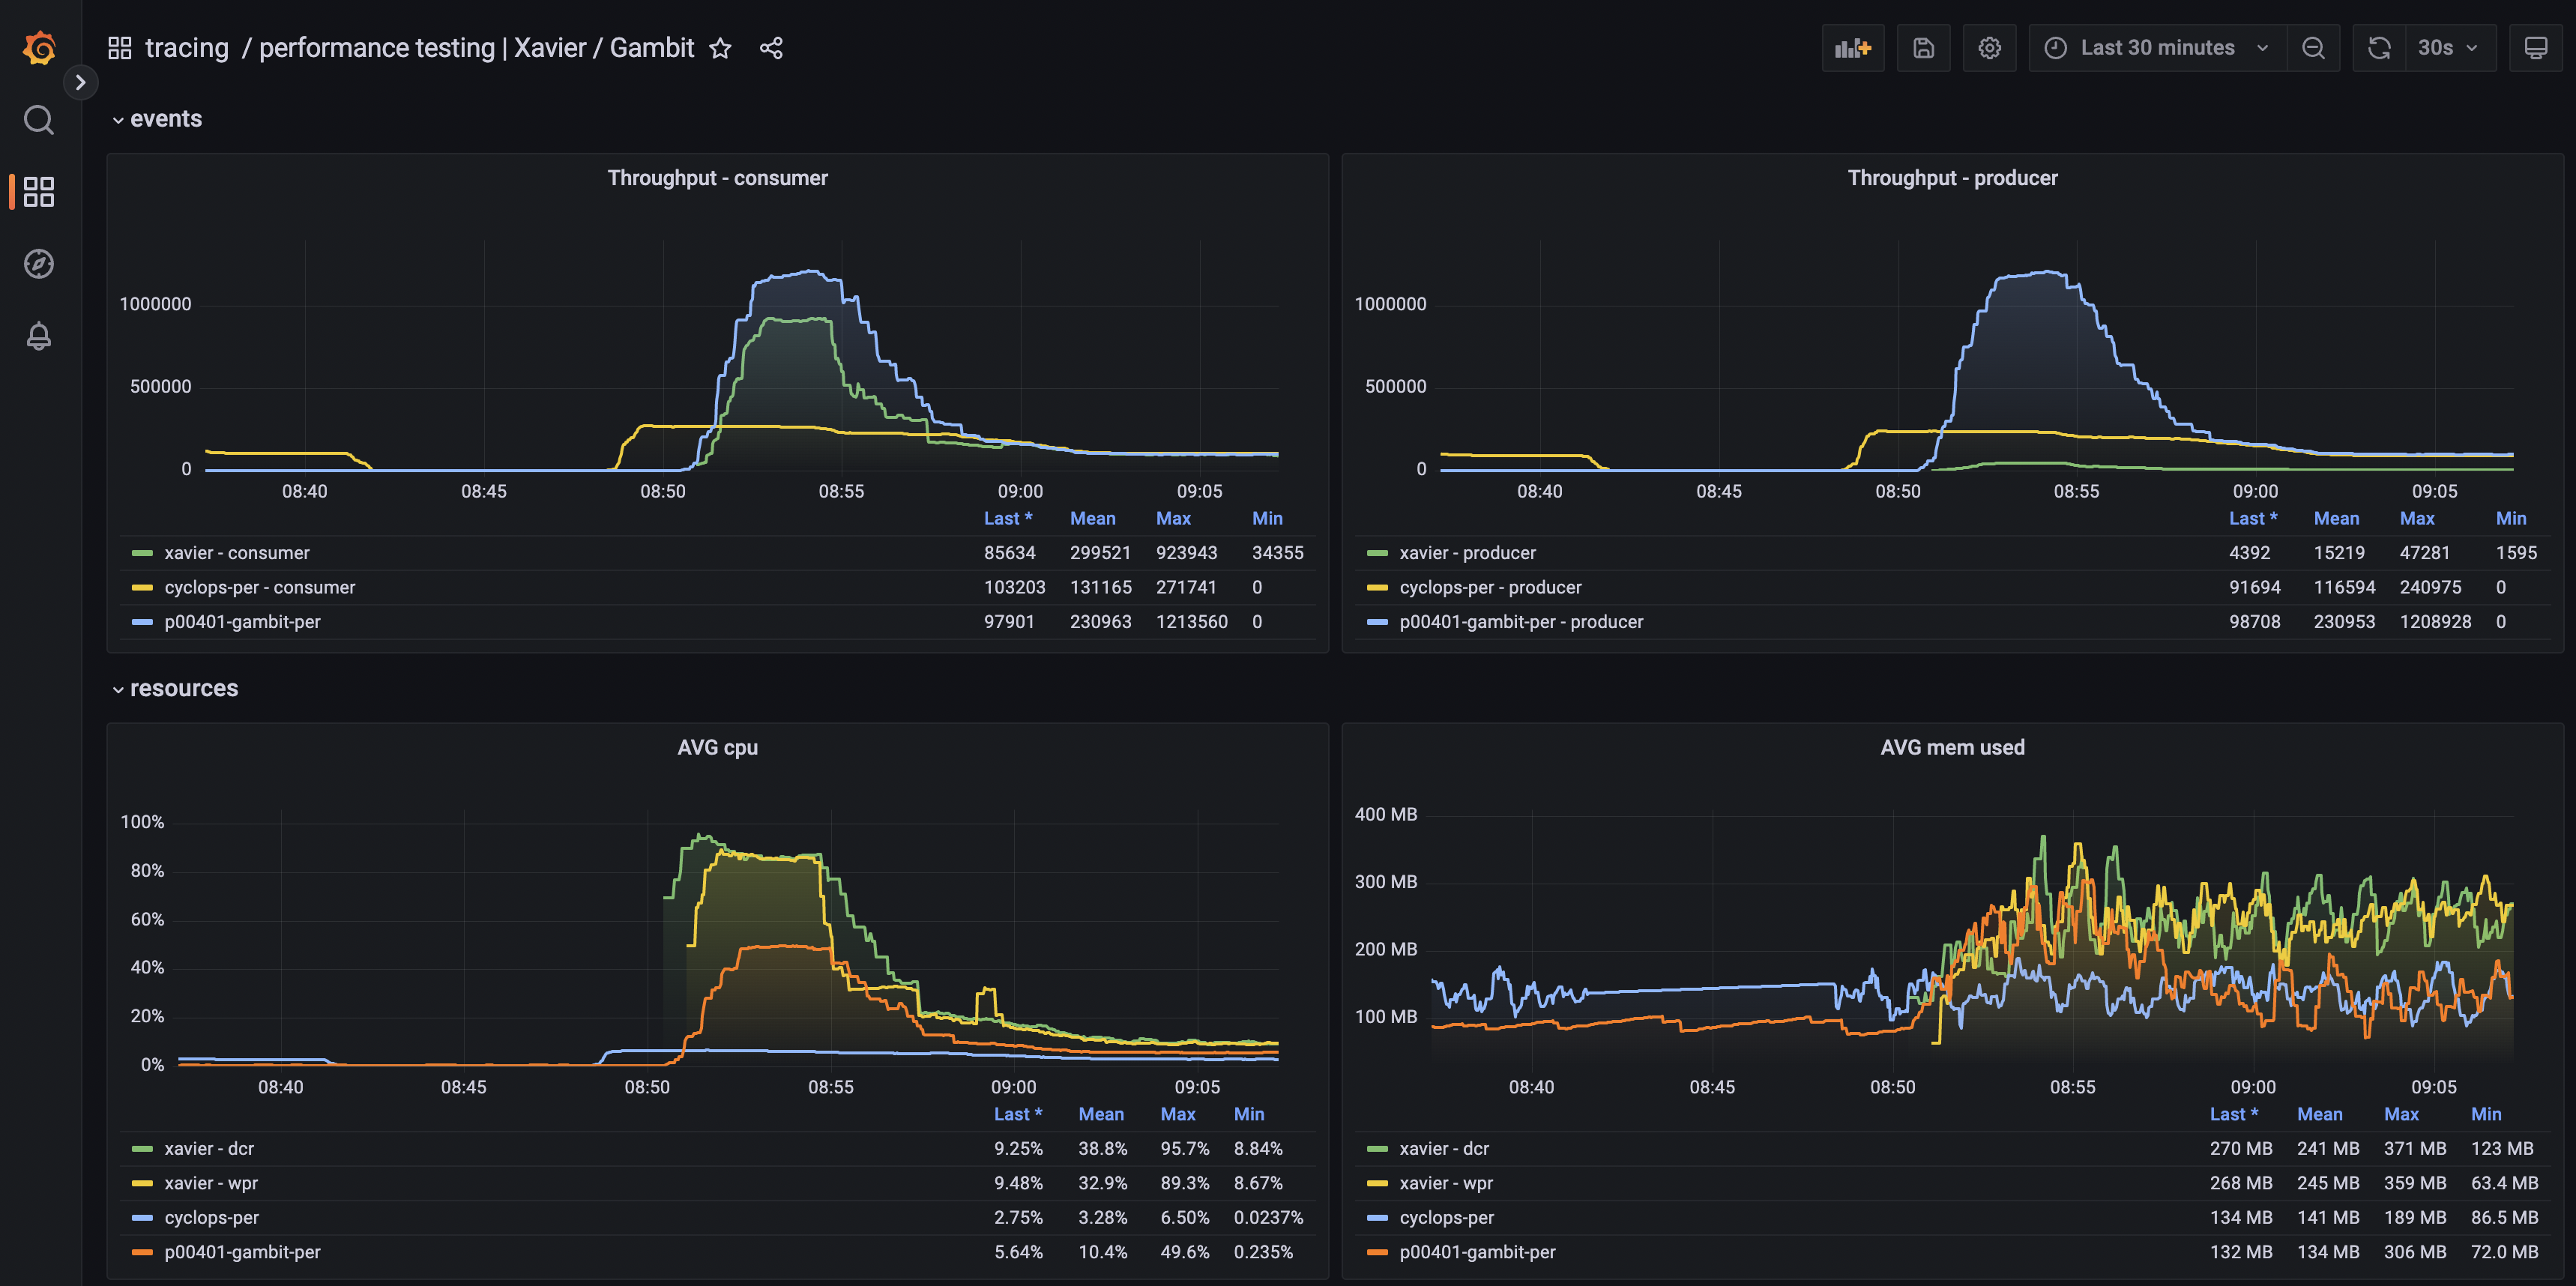 tracing / performance testing | Xavier / Gambit
Last 30 minutes
30s
events
Throughput - consumer
1000000
500000
0
08:40 08:45 08:50 08:55 09:00 09:05
Last * Mean Max Min
xavier - consumer 85634 299521 923943 34355
cyclops-per - consumer 103203 131165 271741 0
p00401-gambit-per 97901 230963 1213560 0
Throughput - producer
1000000
500000
0
08:40 08:45 08:50 08:55 09:00 09:05
Last * Mean Max Min
xavier - producer 4392 15219 47281 1595
cyclops-per - producer 91694 116594 240975 0
p00401-gambit-per - producer 98708 230953 1208928 0
resources
AVG cpu
100%
80%
60%
40%
20%
0%
08:40 08:45 08:50 08:55 09:00 09:05
Last * Mean Max Min
xavier - dcr 9.25% 38.8% 95.7% 8.84%
xavier - wpr 9.48% 32.9% 89.3% 8.67%
cyclops-per 2.75% 3.28% 6.50% 0.0237%
p00401-gambit-per 5.64% 10.4% 49.6% 0.235%
AVG mem used
400 MB
300 MB
200 MB
100 MB
08:40 08:45 08:50 08:55 09:00 09:05
Last * Mean Max Min
xavier - dcr 270 MB 241 MB 371 MB 123 MB
xavier - wpr 268 MB 245 MB 359 MB 63.4 MB
cyclops-per 134 MB 141 MB 189 MB 86.5 MB
p00401-gambit-per 132 MB 134 MB 306 MB 72.0 MB